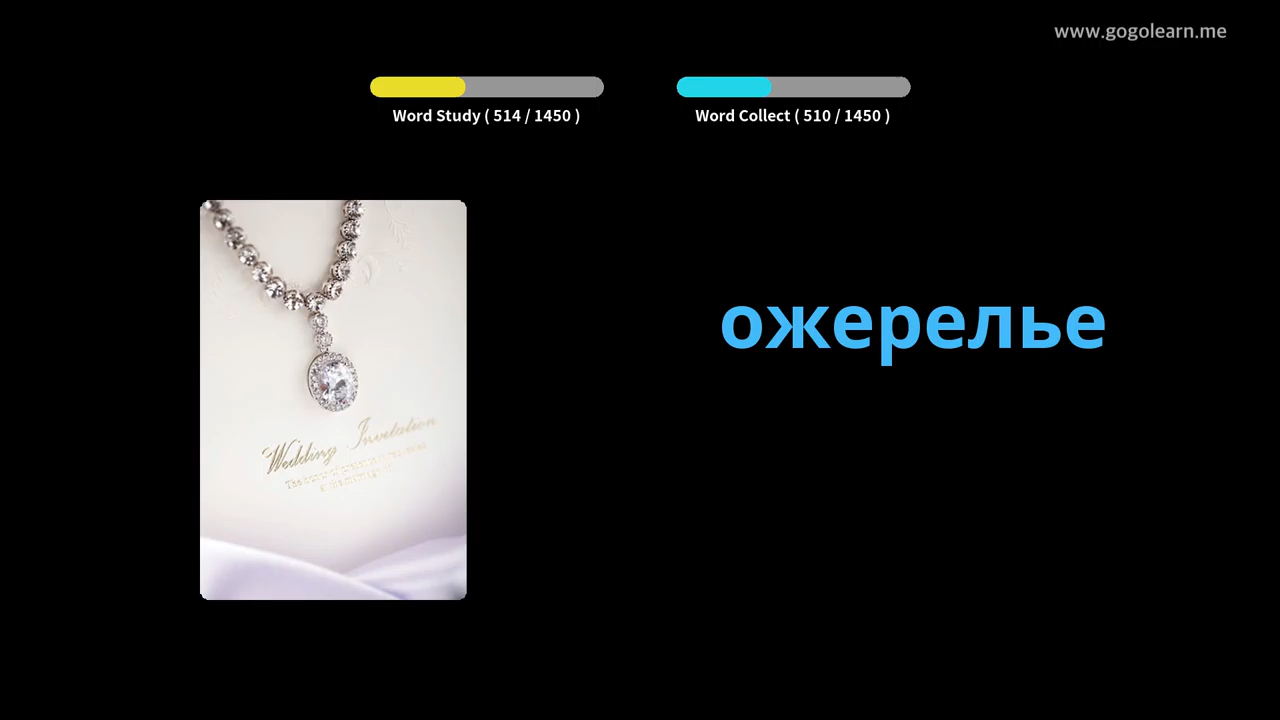 www.gogolearn.me
Word Study ( 514 / 1450 )
Word Collect ( 510 / 1450 )
ожерелье
Wedding Invitation